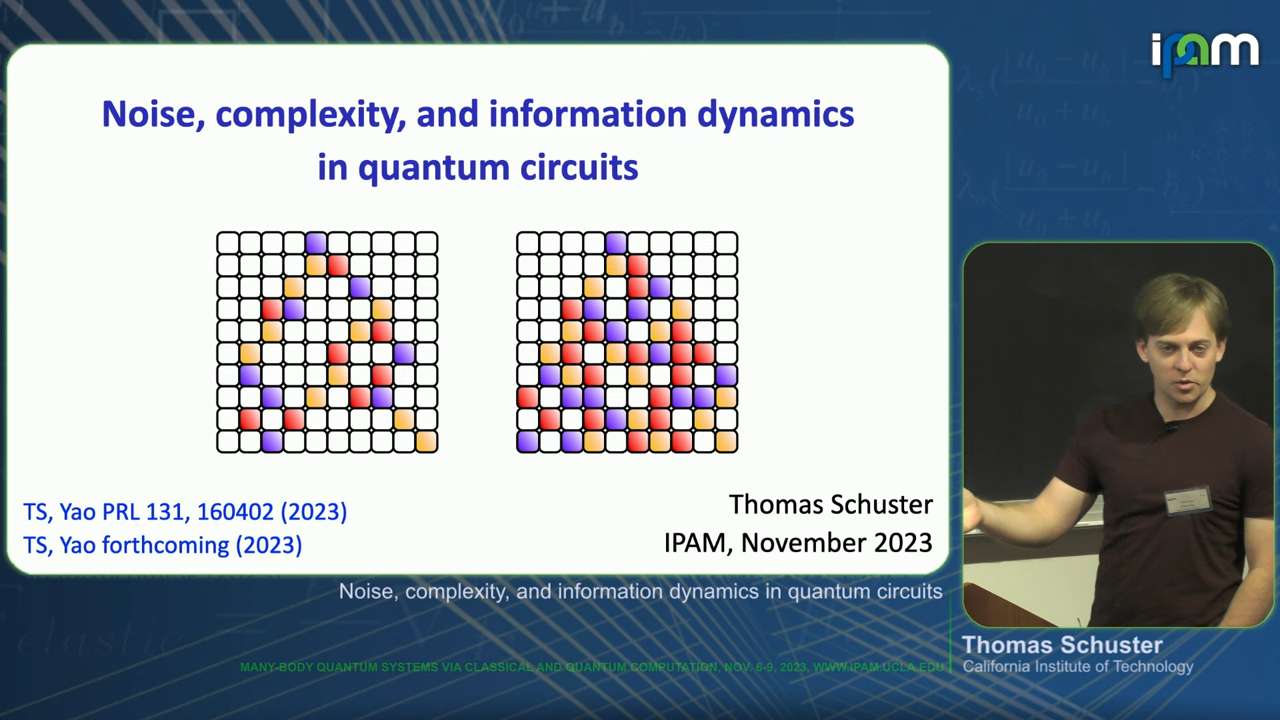 ipam
Noise, complexity, and information dynamics
in quantum circuits
TS, Yao PRL 131, 160402 (2023)
TS, Yao forthcoming (2023)
Thomas Schuster
IPAM, November 2023
Noise, complexity, and information dynamics in quantum circuits
Thomas Schuster
California Institute of Technology
MANY-BODY QUANTUM SYSTEMS VIA CLASSICAL AND QUANTUM COMPUTATION, NOV. 6-9, 2023, WWW.IPAM.UCLA.EDU
elastic